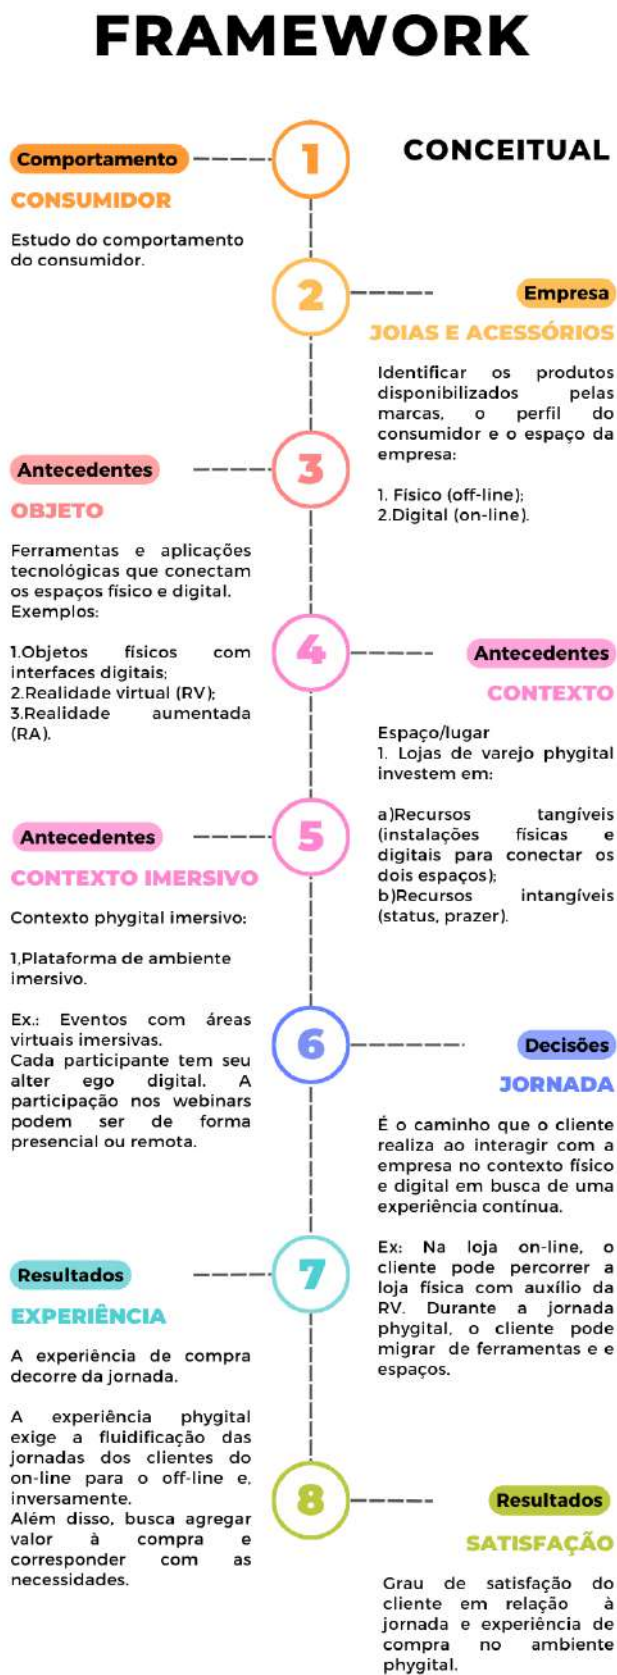 FRAMEWORK
CONCEITUAL
1
Comportamento
CONSUMIDOR
Estudo do comportamento
do consumidor.
2
Empresa
JOIAS E ACESSÓRIOS
Identificar os produtos
disponibilizados pelas
marcas, o perfil do
consumidor e o espaço da
empresa:
1. Físico (off-line);
2.Digital (on-line).
3
Antecedentes
OBJETO
Ferramentas e aplicações
tecnológicas que conectam
os espaços físico e digital.
Exemplos:
1.Objetos físicos com
interfaces digitais;
2.Realidade virtual (RV);
3.Realidade aumentada
(RA).
4
Antecedentes
CONTEXTO
Espaço/lugar
1. Lojas de varejo phygital
investem em:
a)Recursos tangíveis
(instalações físicas e
digitais para conectar os
dois espaços);
b)Recursos intangíveis
(status, prazer).
5
Antecedentes
CONTEXTO IMERSIVO
Contexto phygital imersivo:
1,Plataforma de ambiente
imersivo.
Ex.: Eventos com áreas
virtuais imersivas.
Cada participante tem seu
alter ego digital. A
participação nos webinars
podem ser de forma
presencial ou remota.
6
Decisões
JORNADA
É o caminho que o cliente
realiza ao interagir com a
empresa no contexto físico
e digital em busca de uma
experiência contínua.
Ex: Na loja on-line, o
cliente pode percorrer a
loja física com auxílio da
RV. Durante a jornada
phygital, o cliente pode
migrar de ferramentas e e
espaços.
7
Resultados
EXPERIÊNCIA
A experiência de compra
decorre da jornada.
A experiência phygital
exige a fluidificação das
jornadas dos clientes do
on-line para o off-line e,
inversamente.
Além disso, busca agregar
valor à compra e
corresponder com as
necessidades.
8
Resultados
SATISFAÇÃO
Grau de satisfação do
cliente em relação à
jornada e experiência de
compra no ambiente
phygital.